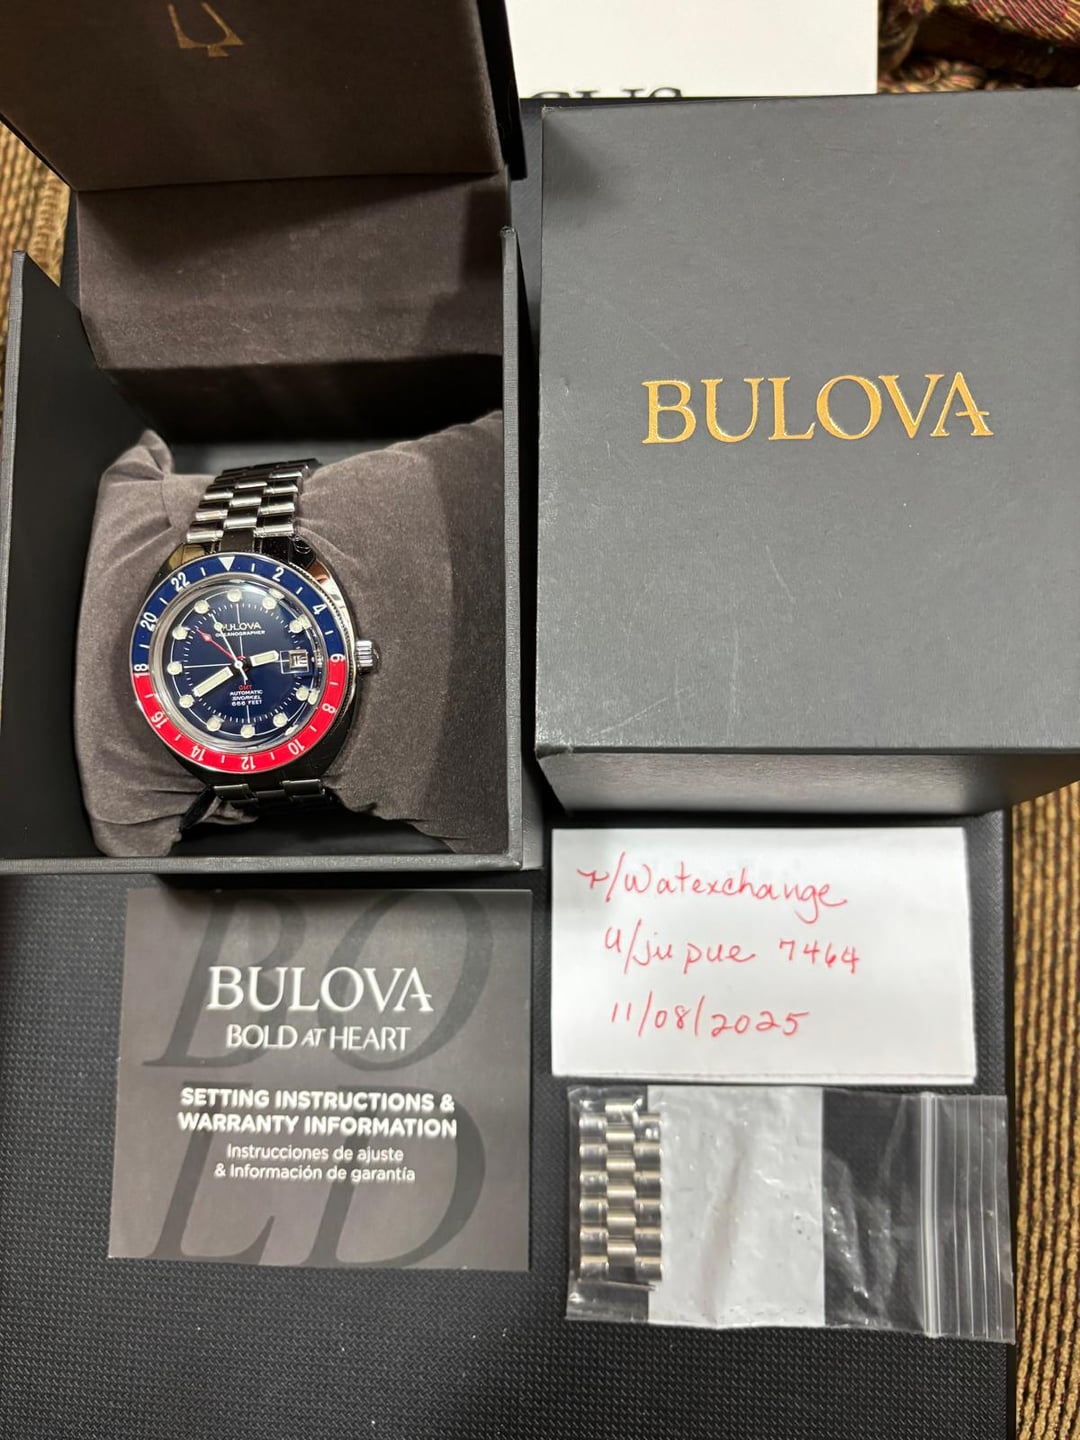 BULOVA
22
2
4
20
6
18
8
16
10
14
12
BULOVA
OCEANOGRAPHER
GMT
AUTOMATIC
SNORKEL
666 FEET
r/Watexchange
u/jupue 7464
11/08/2025
BULOVA
BOLD AT HEART
SETTING INSTRUCTIONS &
WARRANTY INFORMATION
Instrucciones de ajuste
& Información de garantía
BO
LD